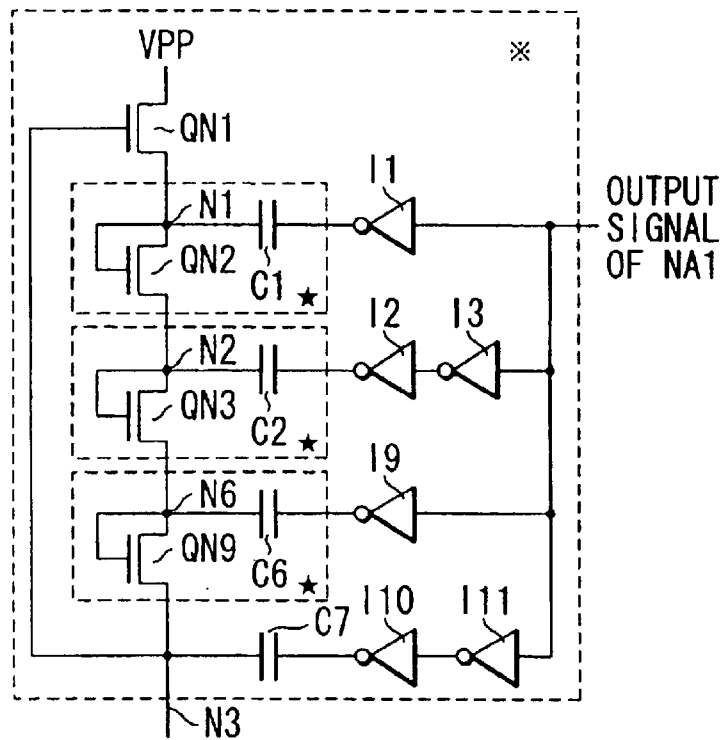 VPP
※
QN1
I1
N1
OUTPUT
SIGNAL
OF NA1
QN2
C1
★
I2
I3
N2
QN3
C2
★
I9
N6
QN9
C6
★
I10
I11
C7
N3